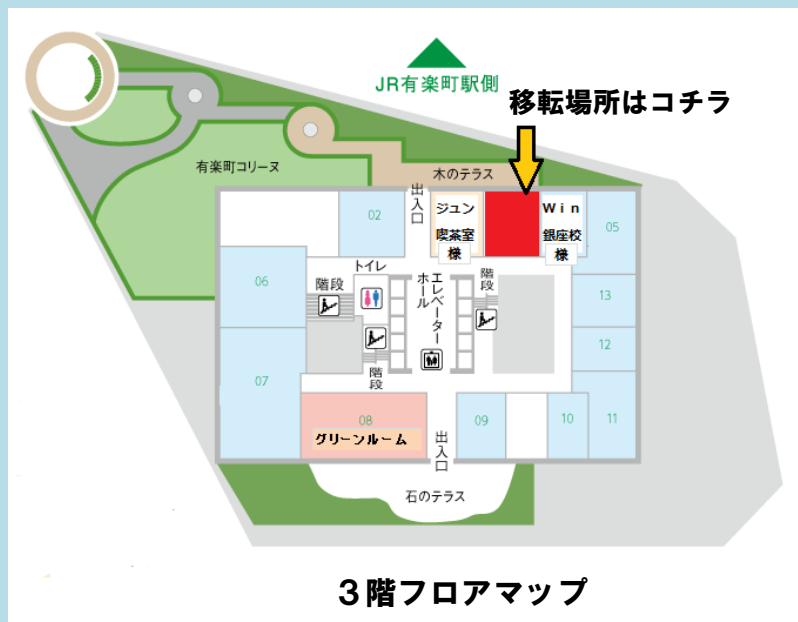 JR有楽町駅側
移転場所はコチラ
有楽町コリーヌ
木のテラス
出入口
02
ジュン
喫茶室
様
Win
銀座校
様
05
トイレ
階段
エレベーター
ホール
階段
06
13
12
階段
07
08
グリーンルーム
出入口
09
10
11
石のテラス
3階フロアマップ